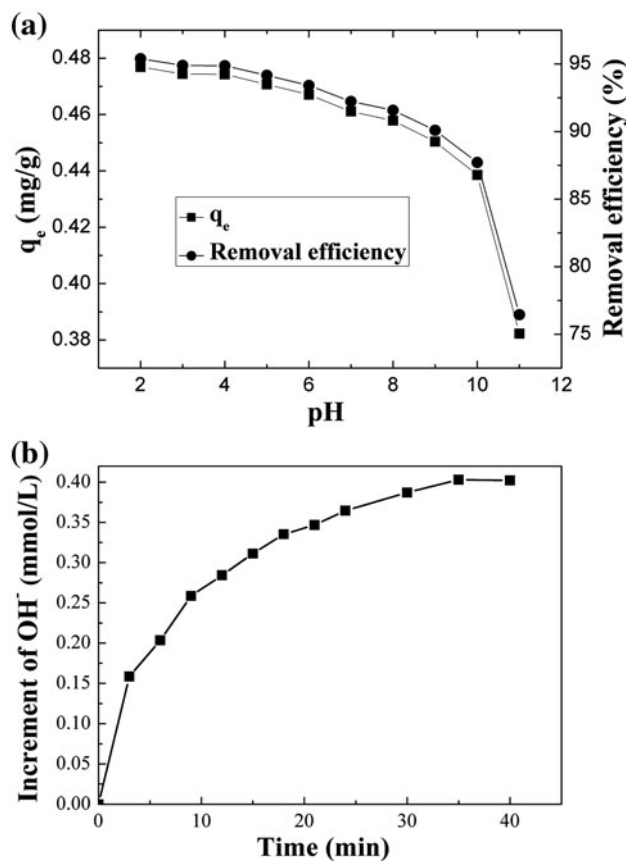 (a)
0.48
0.46
0.44
0.42
0.40
0.38
qₑ (mg/g)
95
90
85
80
75
Removal efficiency (%)
qₑ
Removal efficiency
2 4 6 8 10 12
pH
(b)
0.40
0.35
0.30
0.25
0.20
0.15
0.10
0.05
0.00
Increment of OH⁻ (mmol/L)
0 10 20 30 40
Time (min)